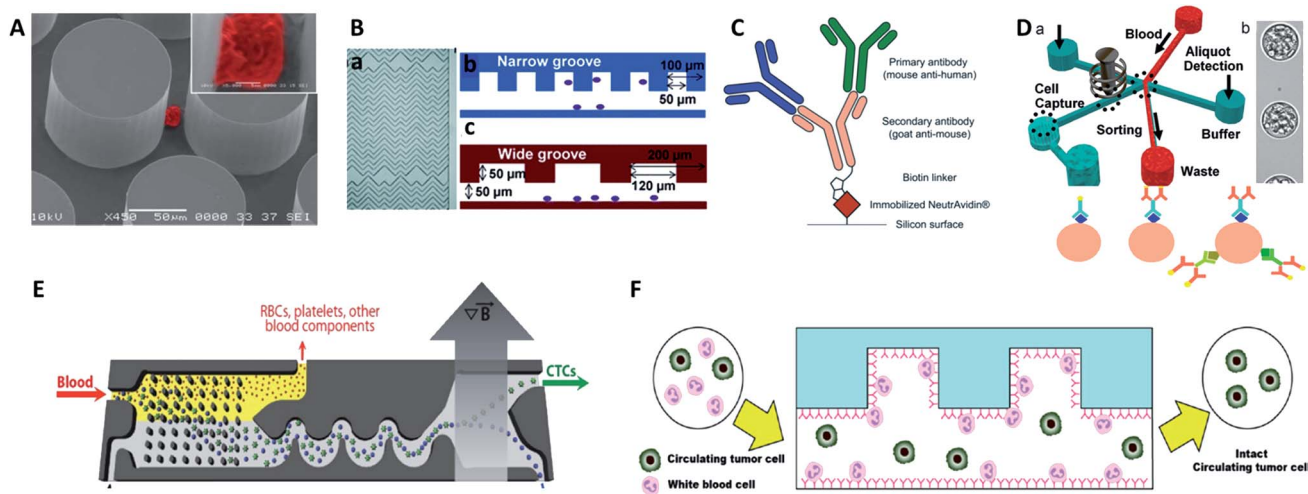 A
10kV X450 50μm 0000 33 37 SEI
B
a
b
Narrow groove
100 μm
50 μm
c
Wide groove
200 μm
50 μm
50 μm
120 μm
C
Primary antibody
(mouse anti-human)
Secondary antibody
(goat anti-mouse)
Biotin linker
Immobilized NeutrAvidin®
Silicon surface
D
a
Blood
Aliquot
Detection
Cell
Capture
Sorting
Buffer
Waste
b
E
RBCs, platelets, other
blood components
▽B
Blood
CTCs
F
Circulating tumor cell
White blood cell
Intact
Circulating tumor cell